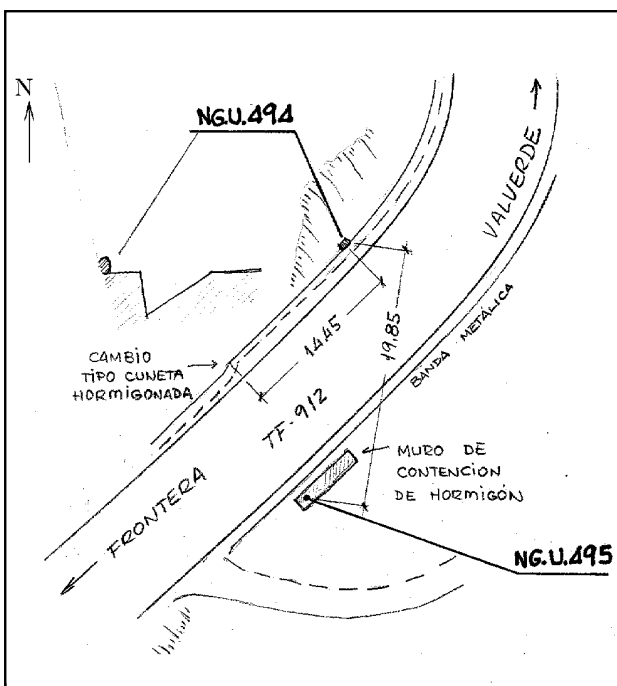 N
NG.U.494
VALVERDE
14.45
19.85
BANDA METÁLICA
CAMBIO
TIPO CUNETA
HORMIGONADA
TF-912
MURO DE
CONTENCION
DE HORMIGÓN
FRONTERA
NG.U.495